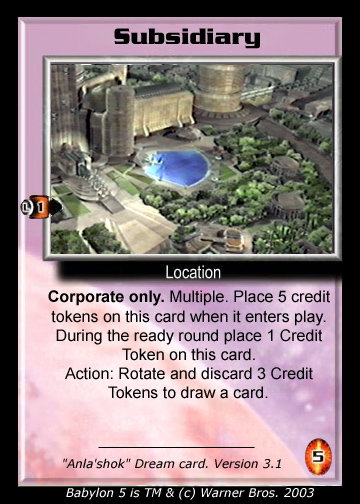 Subsidiary
1
Location
Corporate only. Multiple. Place 5 credit
tokens on this card when it enters play.
During the ready round place 1 Credit
Token on this card.
Action: Rotate and discard 3 Credit
Tokens to draw a card.
"Anla'shok" Dream card. Version 3.1
5
Babylon 5 is TM & (c) Warner Bros. 2003